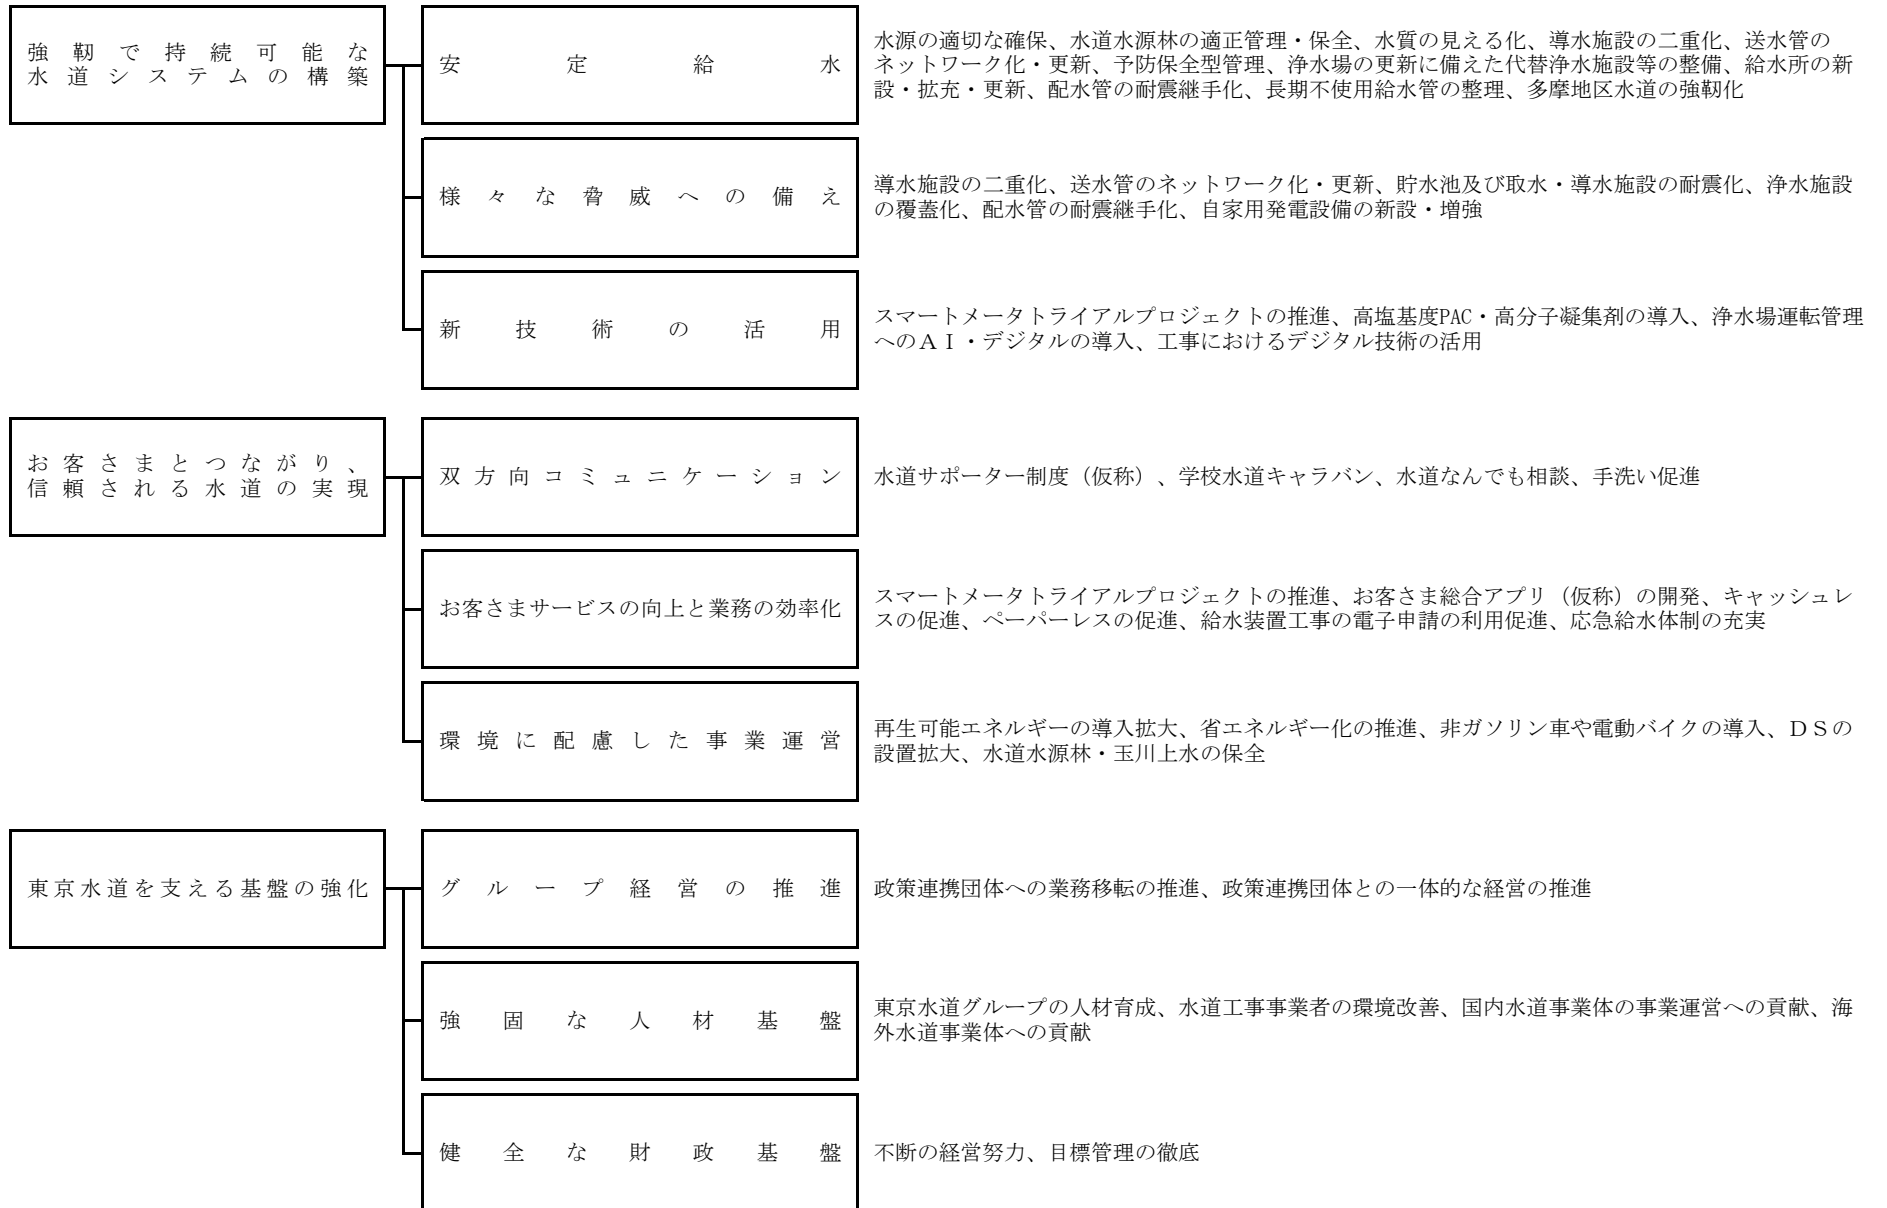 強靭で持続可能な
水道システムの構築
安定給水
水源の適切な確保、水道水源林の適正管理・保全、水質の見える化、導水施設の二重化、送水管の
ネットワーク化・更新、予防保全型管理、浄水場の更新に備えた代替浄水施設等の整備、給水所の新
設・拡充・更新、配水管の耐震継手化、長期不使用給水管の整理、多摩地区水道の強靭化
様々な脅威への備え
導水施設の二重化、送水管のネットワーク化・更新、貯水池及び取水・導水施設の耐震化、浄水施設
の覆蓋化、配水管の耐震継手化、自家用発電設備の新設・増強
新技術の活用
スマートメータトライアルプロジェクトの推進、高塩基度PAC・高分子凝集剤の導入、浄水場運転管理
へのＡＩ・デジタルの導入、工事におけるデジタル技術の活用
お客さまとつながり、
信頼される水道の実現
双方向コミュニケーション
水道サポーター制度（仮称）、学校水道キャラバン、水道なんでも相談、手洗い促進
お客さまサービスの向上と業務の効率化
スマートメータトライアルプロジェクトの推進、お客さま総合アプリ（仮称）の開発、キャッシュレ
スの促進、ペーパーレスの促進、給水装置工事の電子申請の利用促進、応急給水体制の充実
環境に配慮した事業運営
再生可能エネルギーの導入拡大、省エネルギー化の推進、非ガソリン車や電動バイクの導入、ＤＳの
設置拡大、水道水源林・玉川上水の保全
東京水道を支える基盤の強化
グループ経営の推進
政策連携団体への業務移転の推進、政策連携団体との一体的な経営の推進
強固な人材基盤
東京水道グループの人材育成、水道工事事業者の環境改善、国内水道事業体の事業運営への貢献、海
外水道事業体への貢献
健全な財政基盤
不断の経営努力、目標管理の徹底